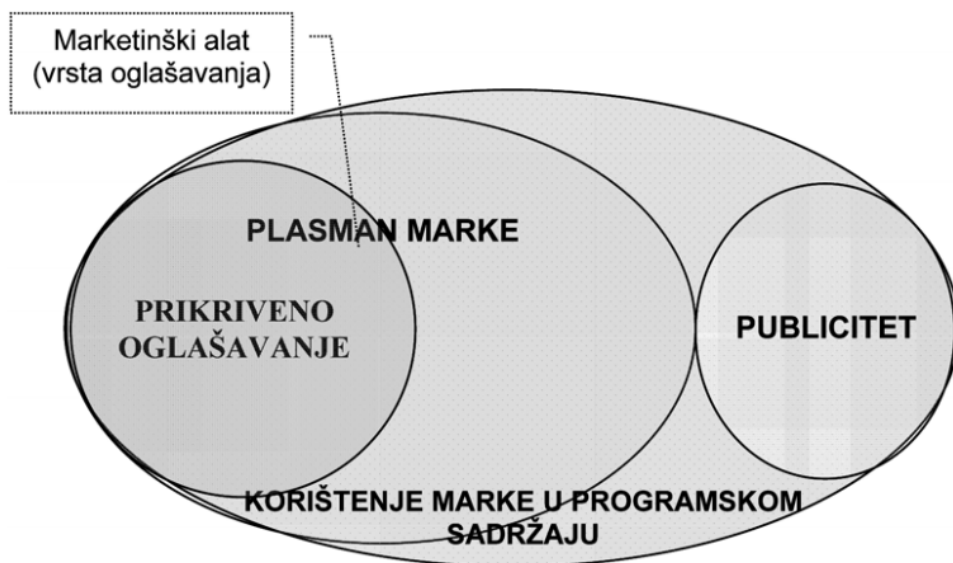 Marketinški alat
(vrsta oglašavanja)
PLASMAN MARKE
PRIKRIVENO
OGLAŠAVANJE
PUBLICITET
KORIŠTENJE MARKE U PROGRAMSKOM
SADRŽAJU